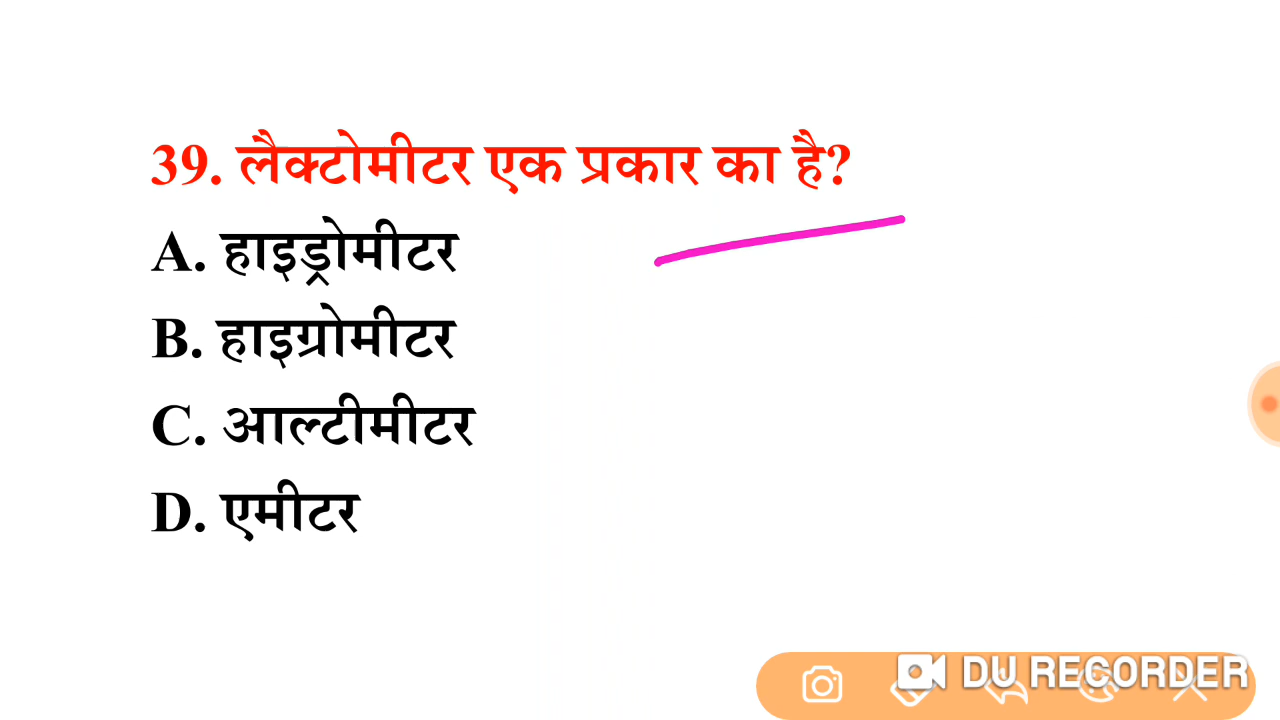 39. लैक्टोमीटर एक प्रकार का है?
A. हाइड्रोमीटर
B. हाइग्रोमीटर
C. आल्टीमीटर
D. एमीटर
DU RECORDER